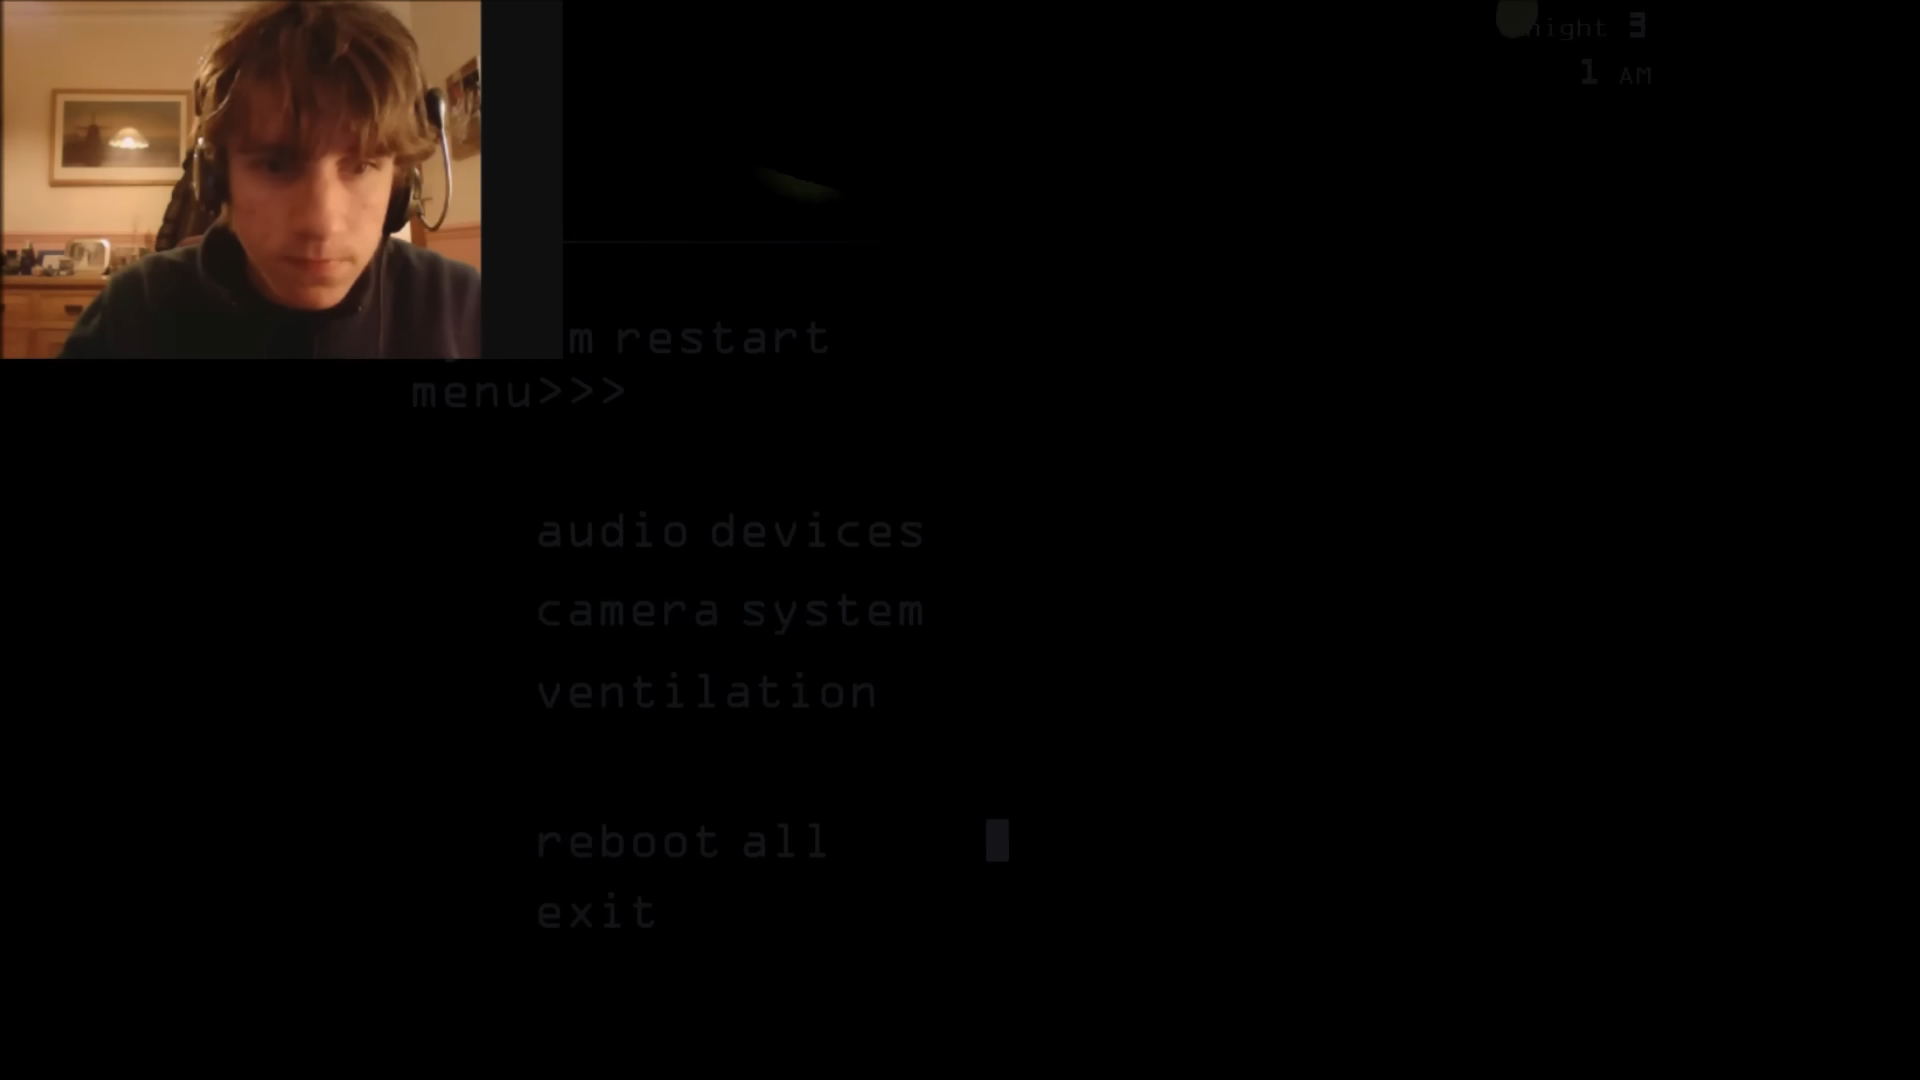 night 3
1 AM
m restart
menu>>>
audio devices
camera system
ventilation
reboot all
exit